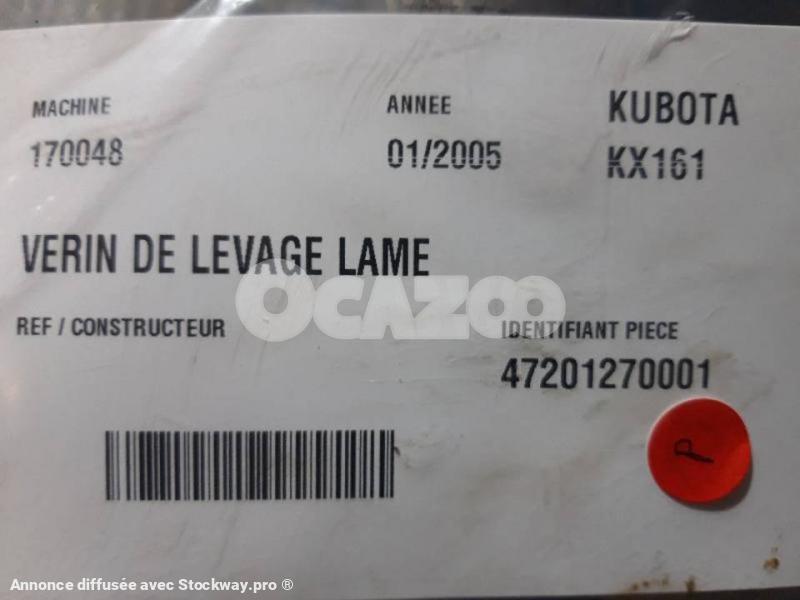 MACHINE
170048
ANNEE
01/2005
KUBOTA
KX161
VERIN DE LEVAGE LAME
OCAZOO
REF / CONSTRUCTEUR
IDENTIFIANT PIECE
47201270001
P
Annonce diffusée avec Stockway.pro ®